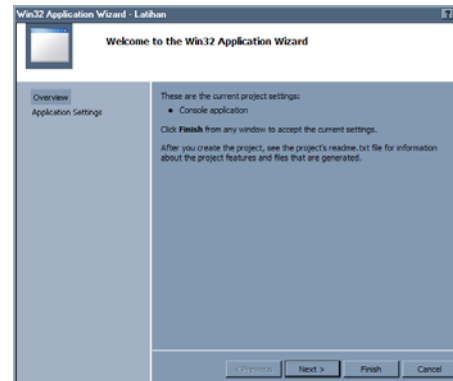 Win32 Application Wizard - Latihan
Welcome to the Win32 Application Wizard
Overview
Application Settings
These are the current project settings:
• Console application
Click Finish from any window to accept the current settings.
After you create the project, see the project's readme.txt file for information
about the project features and files that are generated.
< Previous
Next >
Finish
Cancel